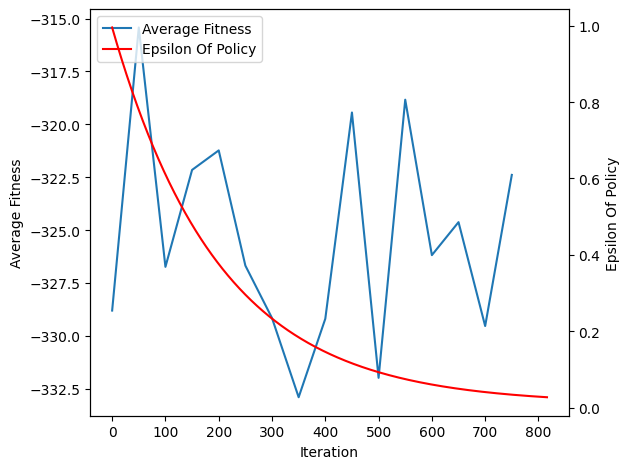 Average Fitness
Epsilon Of Policy
−315.0
−317.5
−320.0
−322.5
−325.0
−327.5
−330.0
−332.5
Average Fitness
1.0
0.8
0.6
0.4
0.2
0.0
Epsilon Of Policy
0 100 200 300 400 500 600 700 800
Iteration